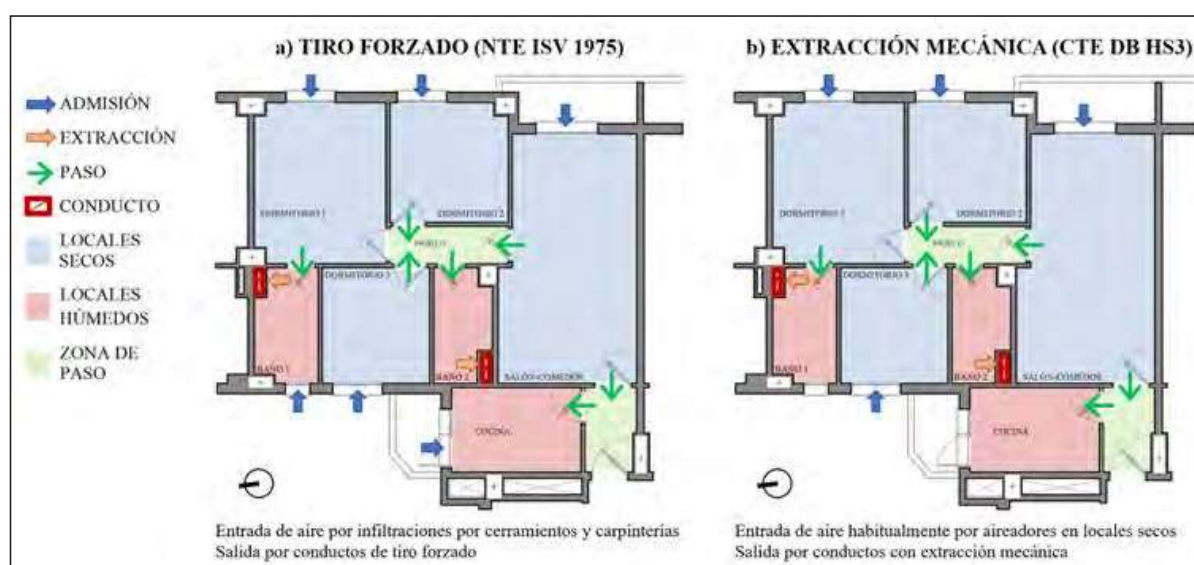 a) TIRO FORZADO (NTE ISV 1975)
b) EXTRACCIÓN MECÁNICA (CTE DB HS3)
ADMISIÓN
EXTRACCIÓN
PASO
CONDUCTO
LOCALES
SECOS
LOCALES
HÚMEDOS
ZONA DE
PASO
DORMITORIO 1
DORMITORIO 2
PASILLO
DORMITORIO 3
BAÑO 1
BAÑO 2
SALÓN-COMEDOR
COCINA
Entrada de aire por infiltraciones por cerramientos y carpinterías
Salida por conductos de tiro forzado
DORMITORIO 1
DORMITORIO 2
PASILLO
DORMITORIO 3
BAÑO 1
BAÑO 2
SALÓN-COMEDOR
COCINA
Entrada de aire habitualmente por aireadores en locales secos
Salida por conductos con extracción mecánica